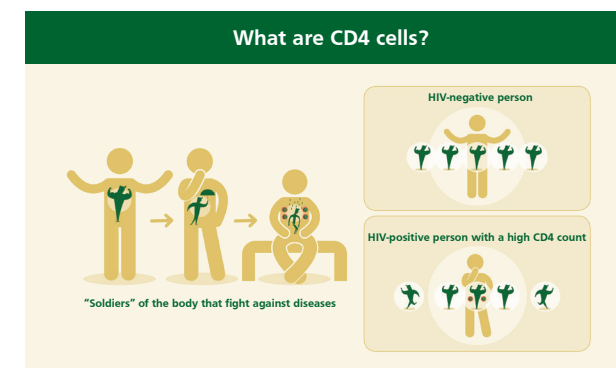 What are CD4 cells?
HIV-negative person
HIV-positive person with a high CD4 count
"Soldiers" of the body that fight against diseases